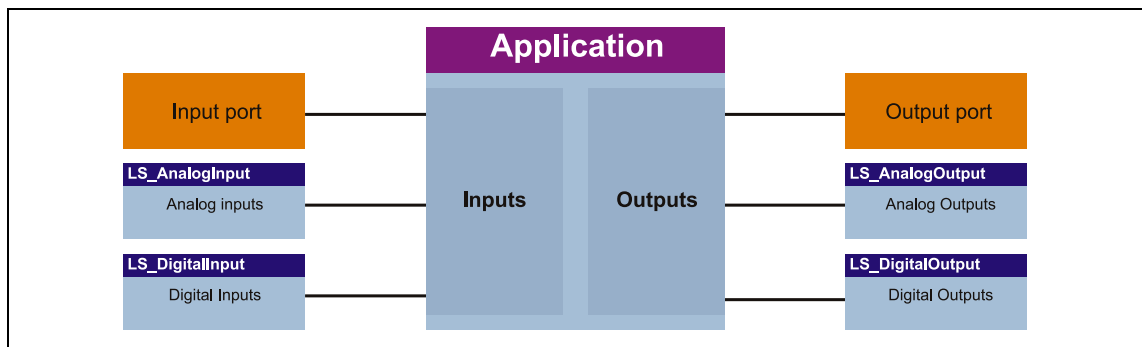 Application
Input port
Output port
LS_AnalogInput
Analog inputs
LS_AnalogOutput
Analog Outputs
Inputs
Outputs
LS_DigitalInput
Digital Inputs
LS_DigitalOutput
Digital Outputs